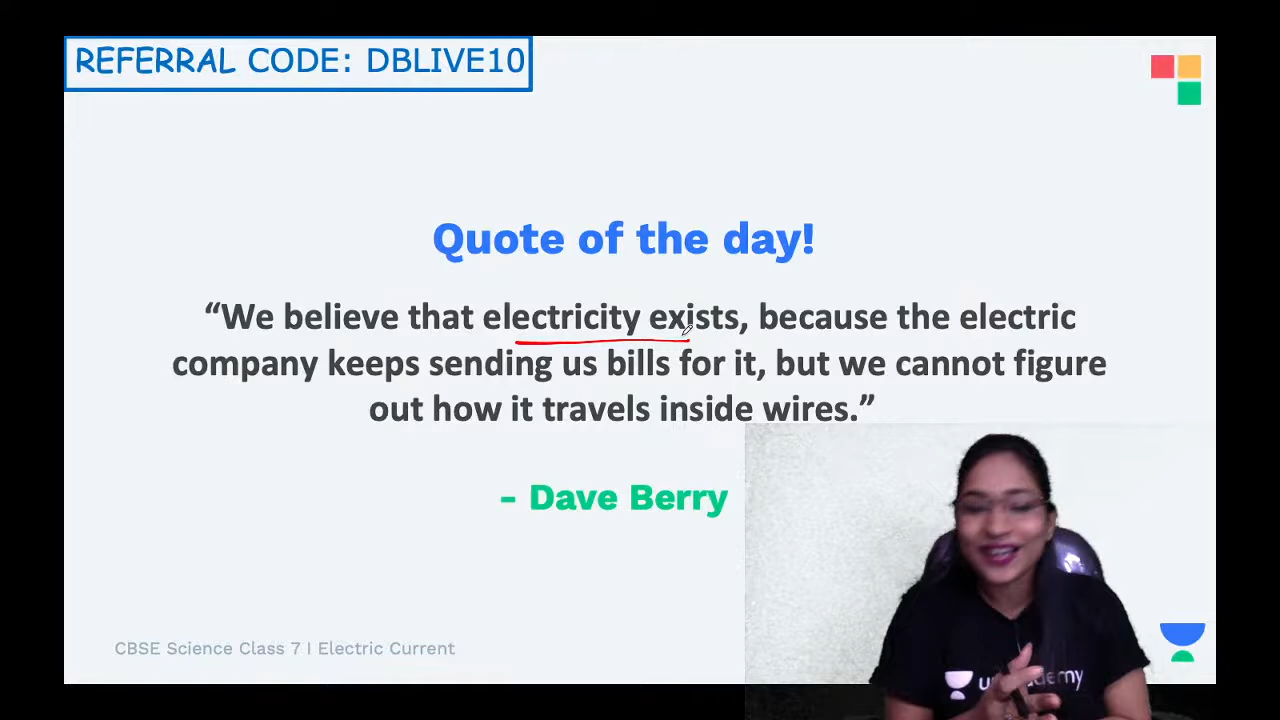 REFERRAL CODE: DBLIVE10
Quote of the day!
“We believe that electricity exists, because the electric
company keeps sending us bills for it, but we cannot figure
out how it travels inside wires.”
- Dave Berry
CBSE Science Class 7 I Electric Current